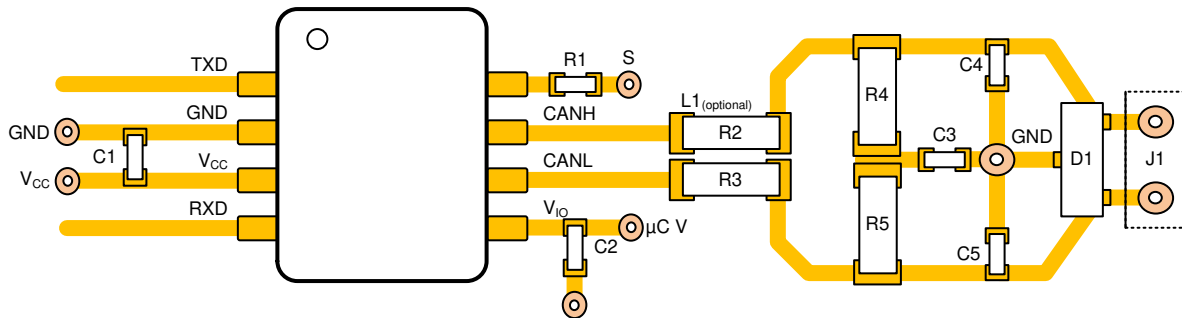 TXD
R1
S
GND
GND
CANH
L1(optional)
R2
C1
VCC
VCC
CANL
R3
RXD
VIO
C2
µC V
R4
C4
C3
GND
D1
J1
R5
C5